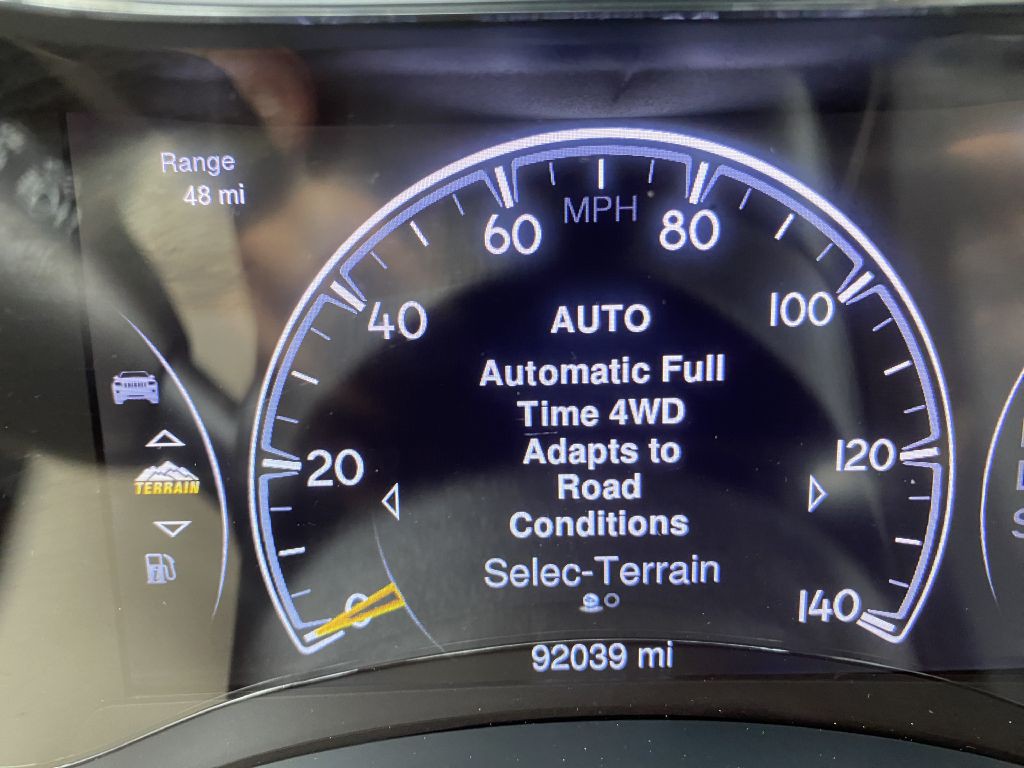 Range
48 mi
MPH
60
80
40
100
20
120
0
140
AUTO
Automatic Full
Time 4WD
Adapts to
Road
Conditions
TERRAIN
Selec-Terrain
92039 mi